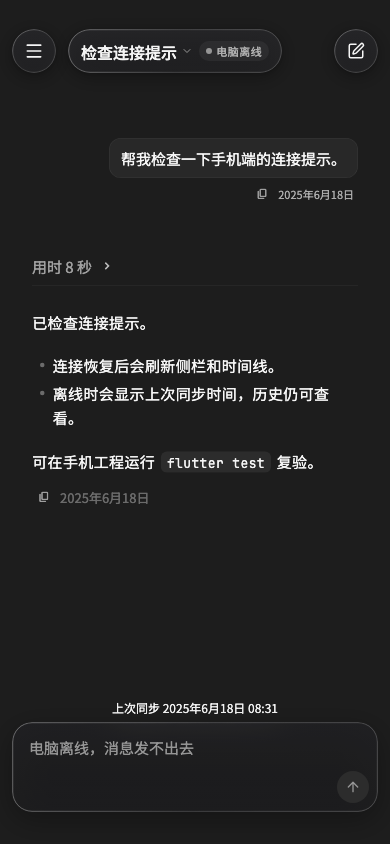 检查连接提示
电脑离线
帮我检查一下手机端的连接提示。
2025年6月18日
用时 8 秒
已检查连接提示。
连接恢复后会刷新侧栏和时间线。
离线时会显示上次同步时间，历史仍可查
看。
可在手机工程运行 flutter test 复验。
2025年6月18日
上次同步 2025年6月18日 08:31
电脑离线，消息发不出去